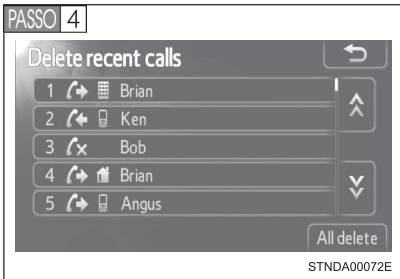 PASSO 4
Delete recent calls
1 Brian
2 Ken
3 Bob
4 Brian
5 Angus
All delete
STNDA00072E